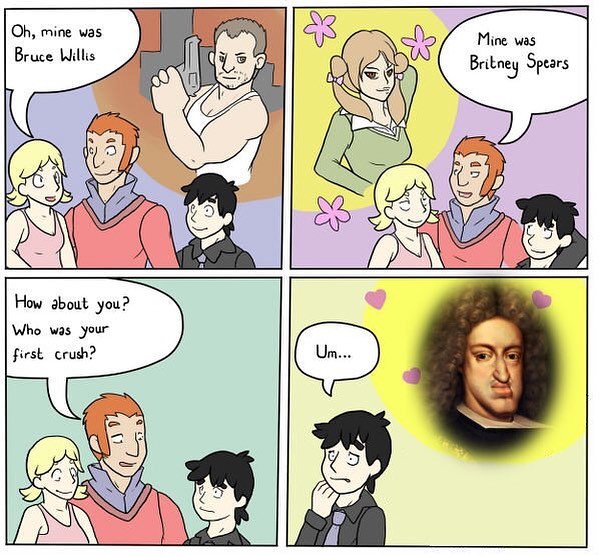 Oh, mine was
Bruce Willis
Mine was
Britney Spears
How about you?
Who was your
first crush?
Um...